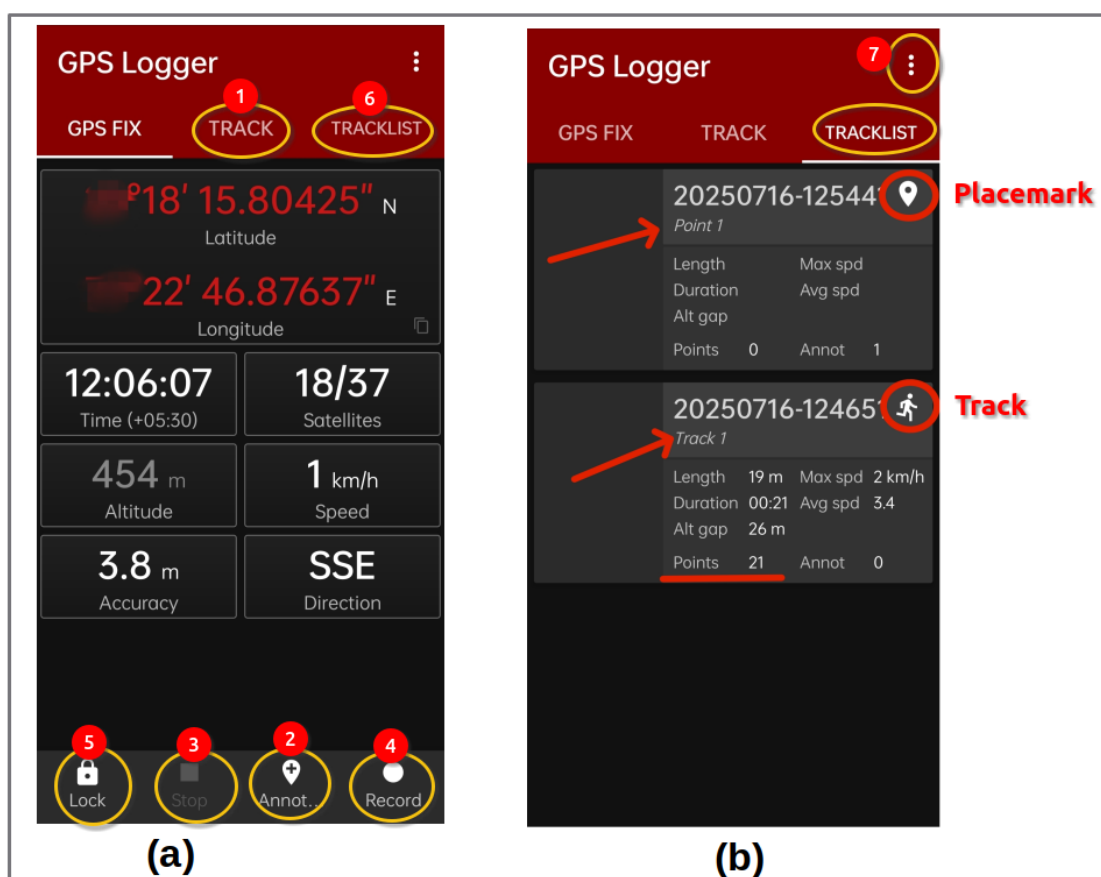 GPS Logger
1
6
GPS FIX TRACK TRACKLIST
°18' 15.80425" N
Latitude
22' 46.87637" E
Longitude
12:06:07
Time (+05:30)
18/37
Satellites
454 m
Altitude
1 km/h
Speed
3.8 m
Accuracy
SSE
Direction
5
3
2
4
Lock
Stop
Annot..
Record
(a)
GPS Logger
7
GPS FIX TRACK TRACKLIST
20250716-12544
Placemark
Point 1
Length Max spd
Duration Avg spd
Alt gap
Points 0 Annot 1
20250716-12465
Track
Track 1
Length 19 m Max spd 2 km/h
Duration 00:21 Avg spd 3.4
Alt gap 26 m
Points 21 Annot 0
(b)